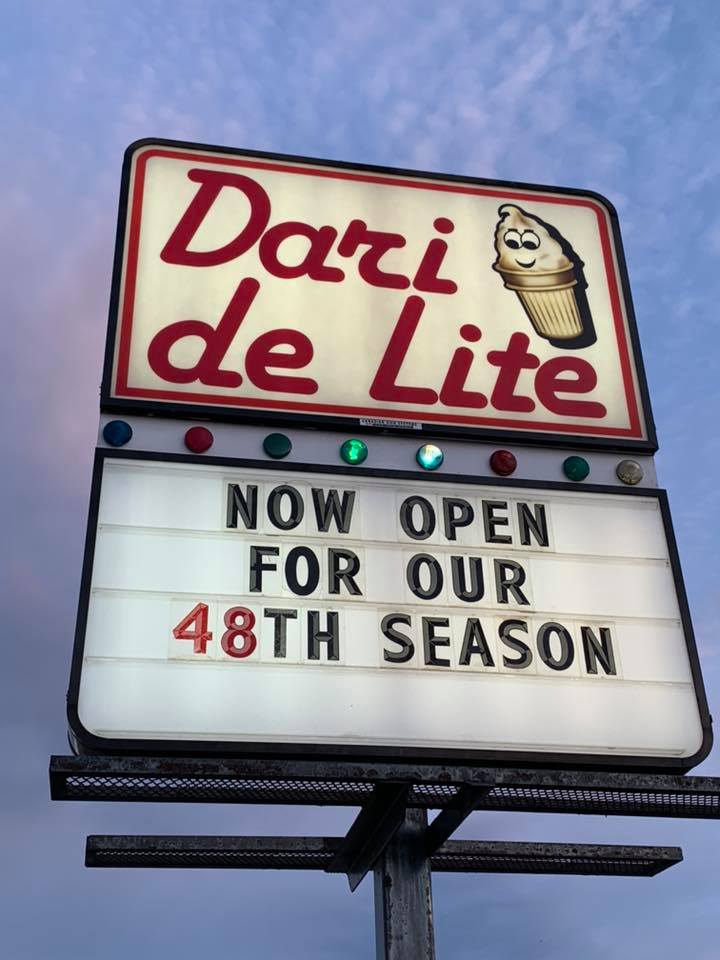 Dari
de Lite
NOW OPEN
FOR OUR
48TH SEASON